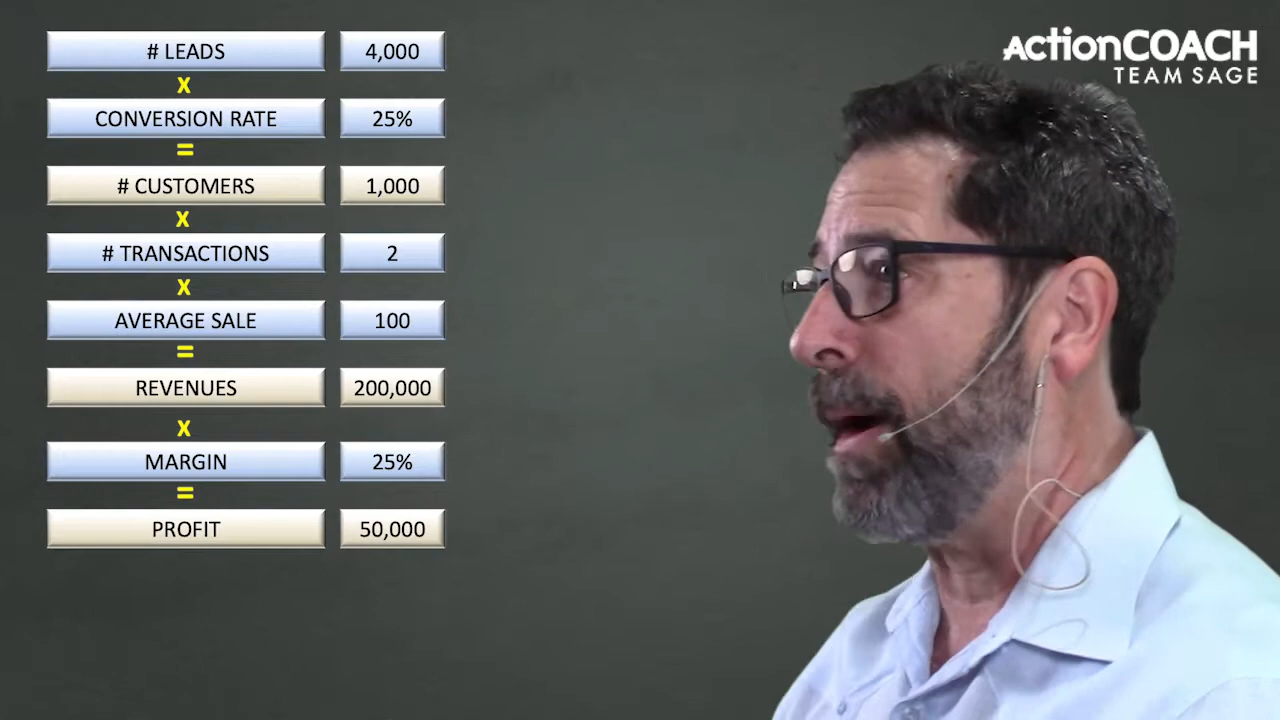 ActionCOACH
TEAM SAGE
# LEADS 4,000
X
CONVERSION RATE 25%
=
# CUSTOMERS 1,000
X
# TRANSACTIONS 2
X
AVERAGE SALE 100
=
REVENUES 200,000
X
MARGIN 25%
=
PROFIT 50,000